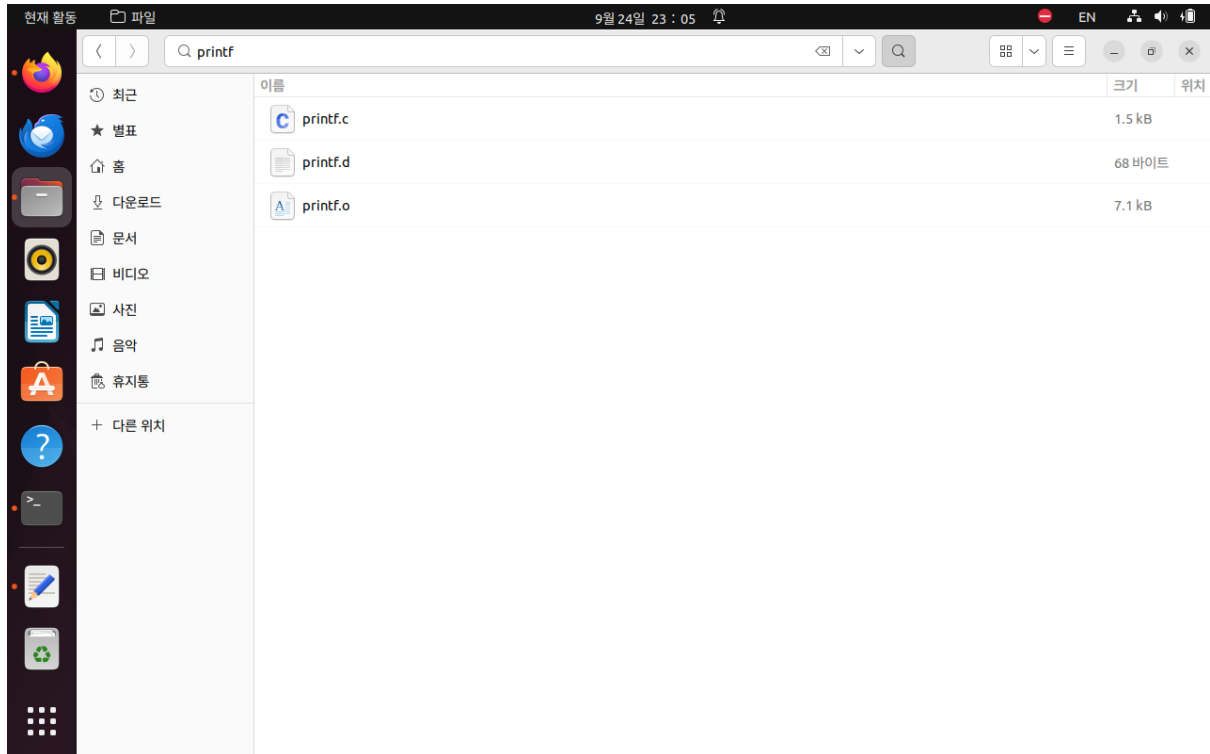 현재 활동 파일 9월 24일 23 : 05 EN
printf
최근
별표
홈
다운로드
문서
비디오
사진
음악
휴지통
+ 다른 위치
이름 크기 위치
printf.c 1.5 kB
printf.d 68 바이트
printf.o 7.1 kB